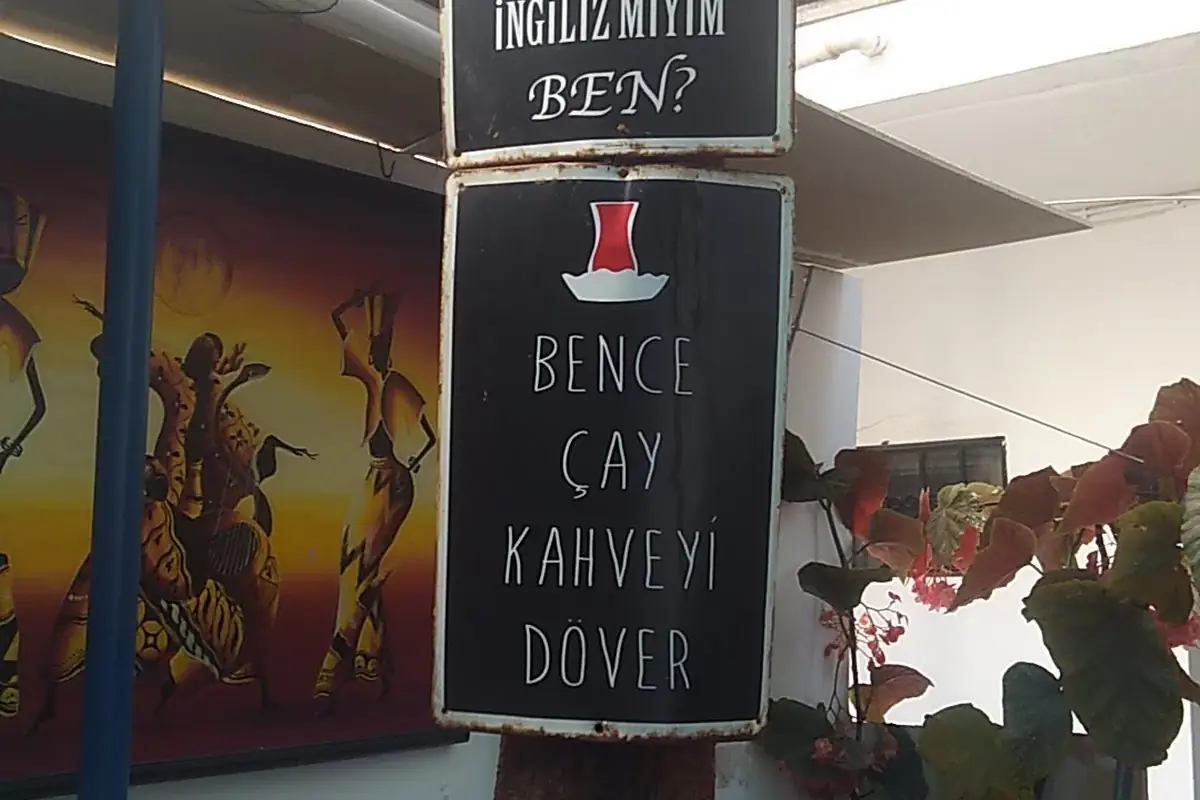 İNGİLİZ MİYİM
BEN?
BENCE
ÇAY
KAHVEYİ
DÖVER